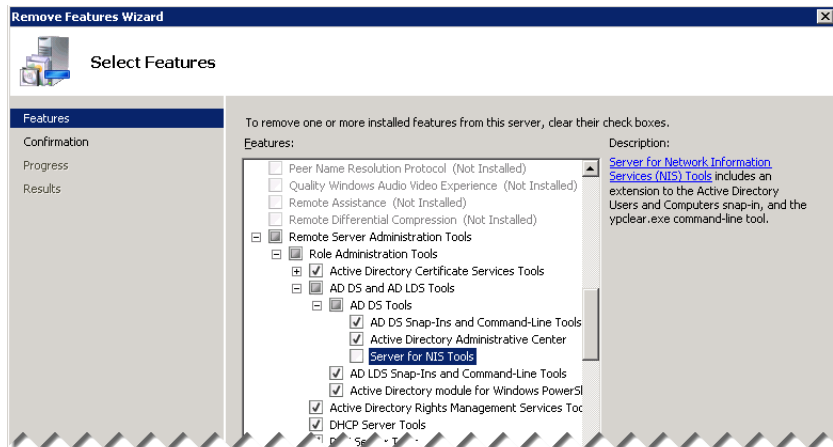 Remove Features Wizard
Select Features
Features
Confirmation
Progress
Results
To remove one or more installed features from this server, clear their check boxes.
Features:
Peer Name Resolution Protocol (Not Installed)
Quality Windows Audio Video Experience (Not Installed)
Remote Assistance (Not Installed)
Remote Differential Compression (Not Installed)
Remote Server Administration Tools
Role Administration Tools
Active Directory Certificate Services Tools
AD DS and AD LDS Tools
AD DS Tools
AD DS Snap-Ins and Command-Line Tools
Active Directory Administrative Center
Server for NIS Tools
AD LDS Snap-Ins and Command-Line Tools
Active Directory module for Windows PowerSl
Active Directory Rights Management Services Toc
DHCP Server Tools
Description:
Server for Network Information
Services (NIS) Tools includes an
extension to the Active Directory
Users and Computers snap-in, and the
ypclear.exe command-line tool.